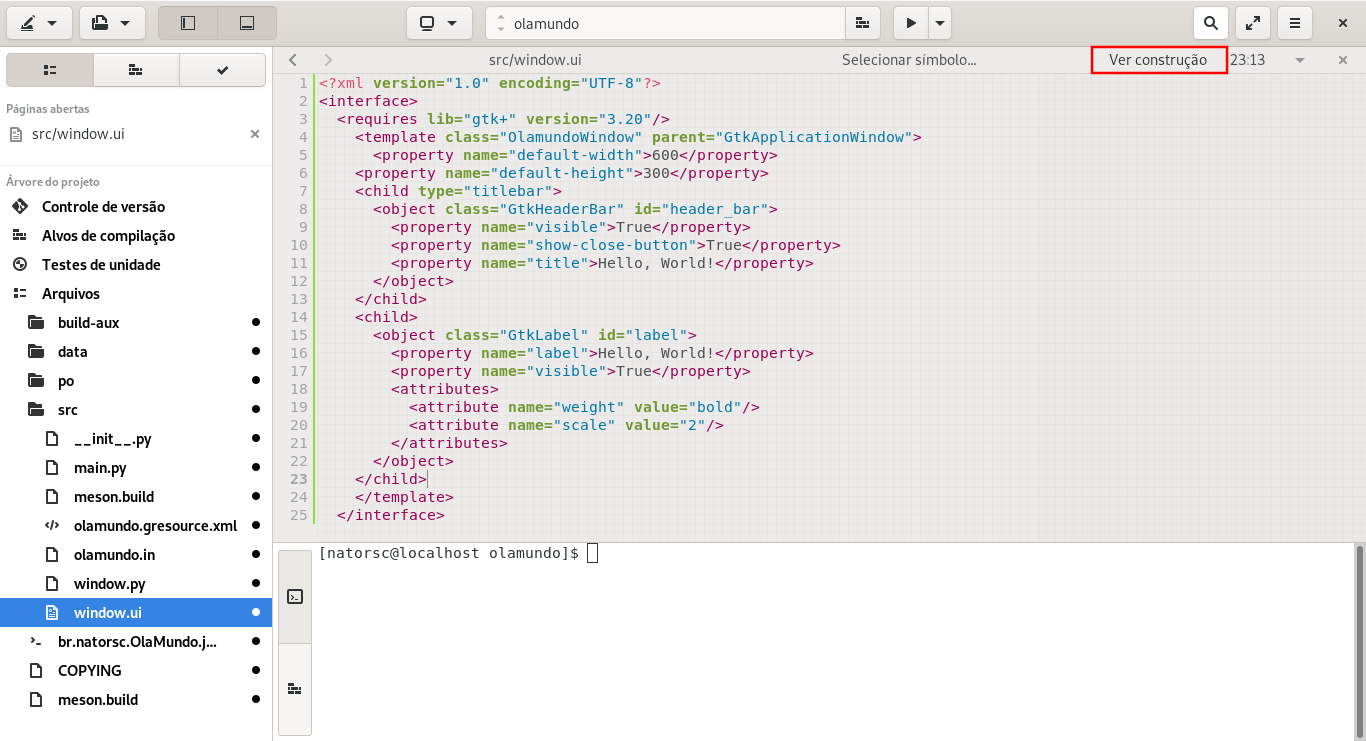 olamundo
src/window.ui
Selecionar símbolo...
Ver construção
23:13
Páginas abertas
src/window.ui
Árvore do projeto
Controle de versão
Alvos de compilação
Testes de unidade
Arquivos
build-aux
data
po
src
__init__.py
main.py
meson.build
olamundo.gresource.xml
olamundo.in
window.py
window.ui
br.natorsc.OlaMundo.j...
COPYING
meson.build
1 <?xml version="1.0" encoding="UTF-8"?>
2 <interface>
3   <requires lib="gtk+" version="3.20"/>
4     <template class="OlamundoWindow" parent="GtkApplicationWindow">
5       <property name="default-width">600</property>
6     <property name="default-height">300</property>
7     <child type="titlebar">
8       <object class="GtkHeaderBar" id="header_bar">
9         <property name="visible">True</property>
10         <property name="show-close-button">True</property>
11         <property name="title">Hello, World!</property>
12       </object>
13     </child>
14     <child>
15       <object class="GtkLabel" id="label">
16         <property name="label">Hello, World!</property>
17         <property name="visible">True</property>
18         <attributes>
19           <attribute name="weight" value="bold"/>
20           <attribute name="scale" value="2"/>
21         </attributes>
22       </object>
23     </child>
24     </template>
25   </interface>
[natorsc@localhost olamundo]$